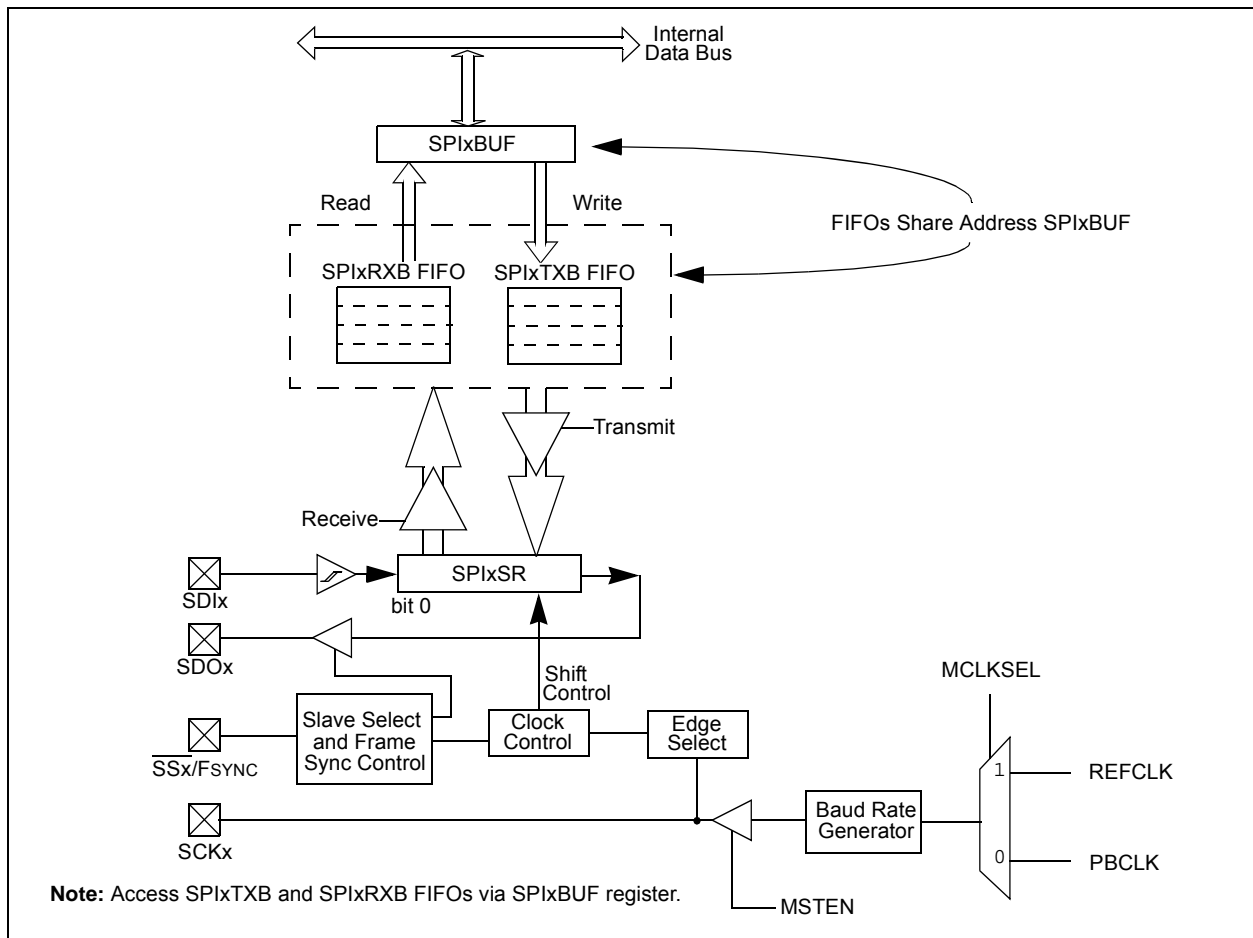 Internal
Data Bus
SPIxBUF
Read
Write
FIFOs Share Address SPIxBUF
SPIxRXB FIFO
SPIxTXB FIFO
Transmit
Receive
SPIxSR
SDIx
bit 0
SDOx
Shift
Control
MCLKSEL
Slave Select
and Frame
Sync Control
Clock
Control
Edge
Select
SSx/FSYNC
1
REFCLK
Baud Rate
Generator
SCKx
0
PBCLK
Note: Access SPIxTXB and SPIxRXB FIFOs via SPIxBUF register.
MSTEN